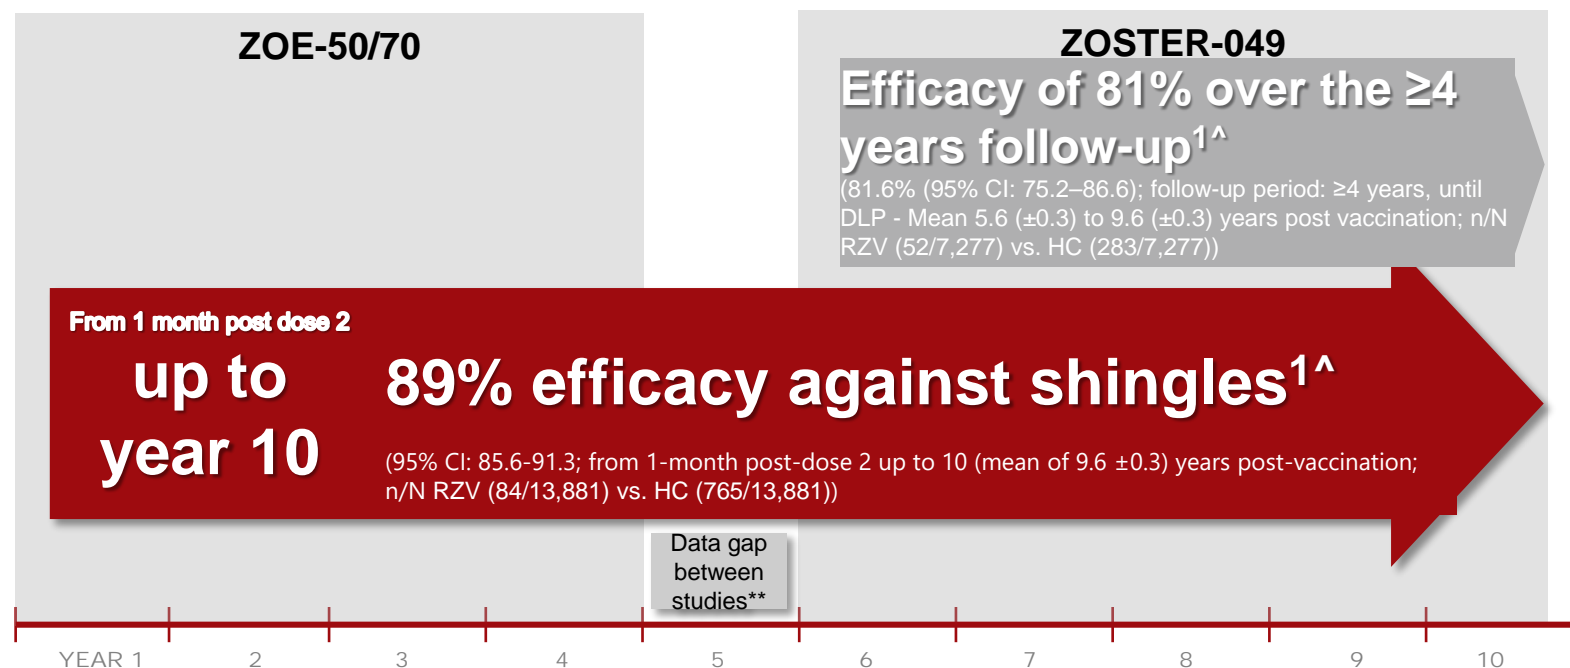 ZOE-50/70
ZOSTER-049
Efficacy of 81% over the ≥4
years follow-up1^
(81.6% (95% CI: 75.2–86.6); follow-up period: ≥4 years, until
DLP - Mean 5.6 (±0.3) to 9.6 (±0.3) years post vaccination; n/N
RZV (52/7,277) vs. HC (283/7,277))
From 1 month post dose 2
up to
year 10
89% efficacy against shingles1^
(95% CI: 85.6-91.3; from 1-month post-dose 2 up to 10 (mean of 9.6 ±0.3) years post-vaccination;
n/N RZV (84/13,881) vs. HC (765/13,881))
Data gap
between
studies**
YEAR 1 2 3 4 5 6 7 8 9 10